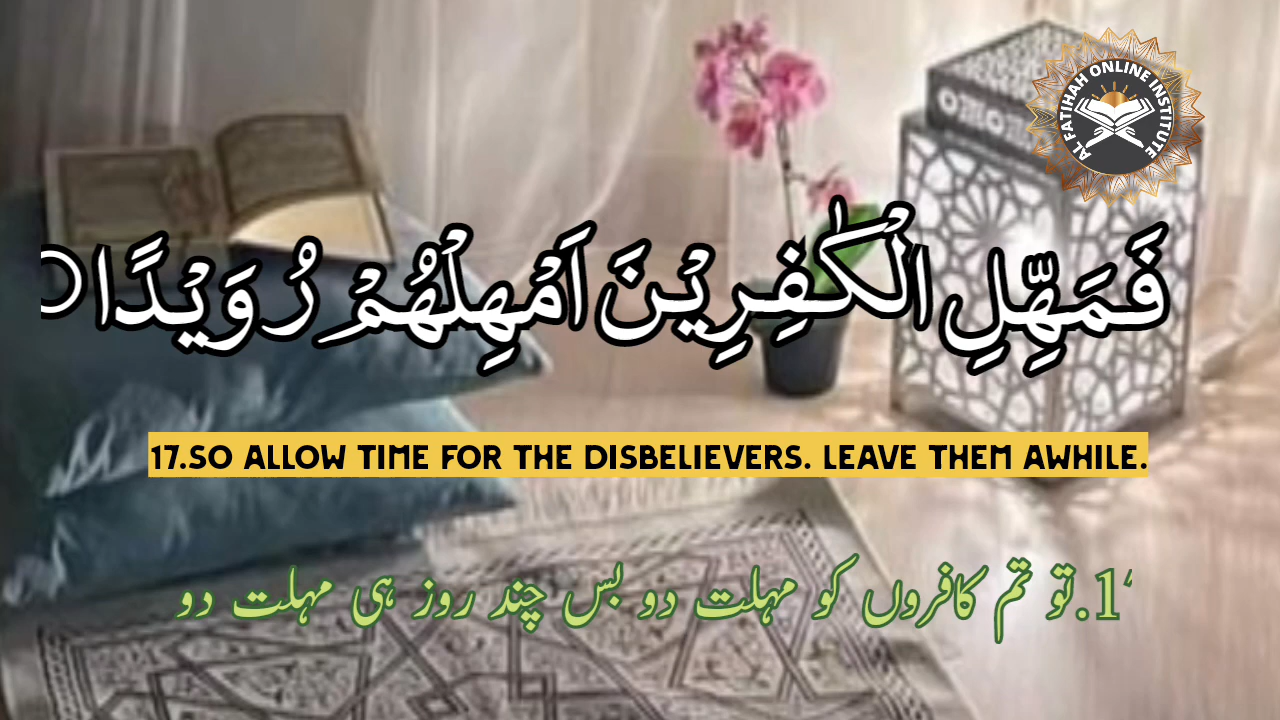 AL FATIHAH ONLINE INSTITUTE
فَمَهِّلِ الْكٰفِرِيْنَ اَمْهِلْهُمْ رُوَيْدًا
17.SO ALLOW TIME FOR THE DISBELIEVERS. LEAVE THEM AWHILE.
1.تو تم کافروں کو مہلت دو بس چند روز ہی مہلت دو